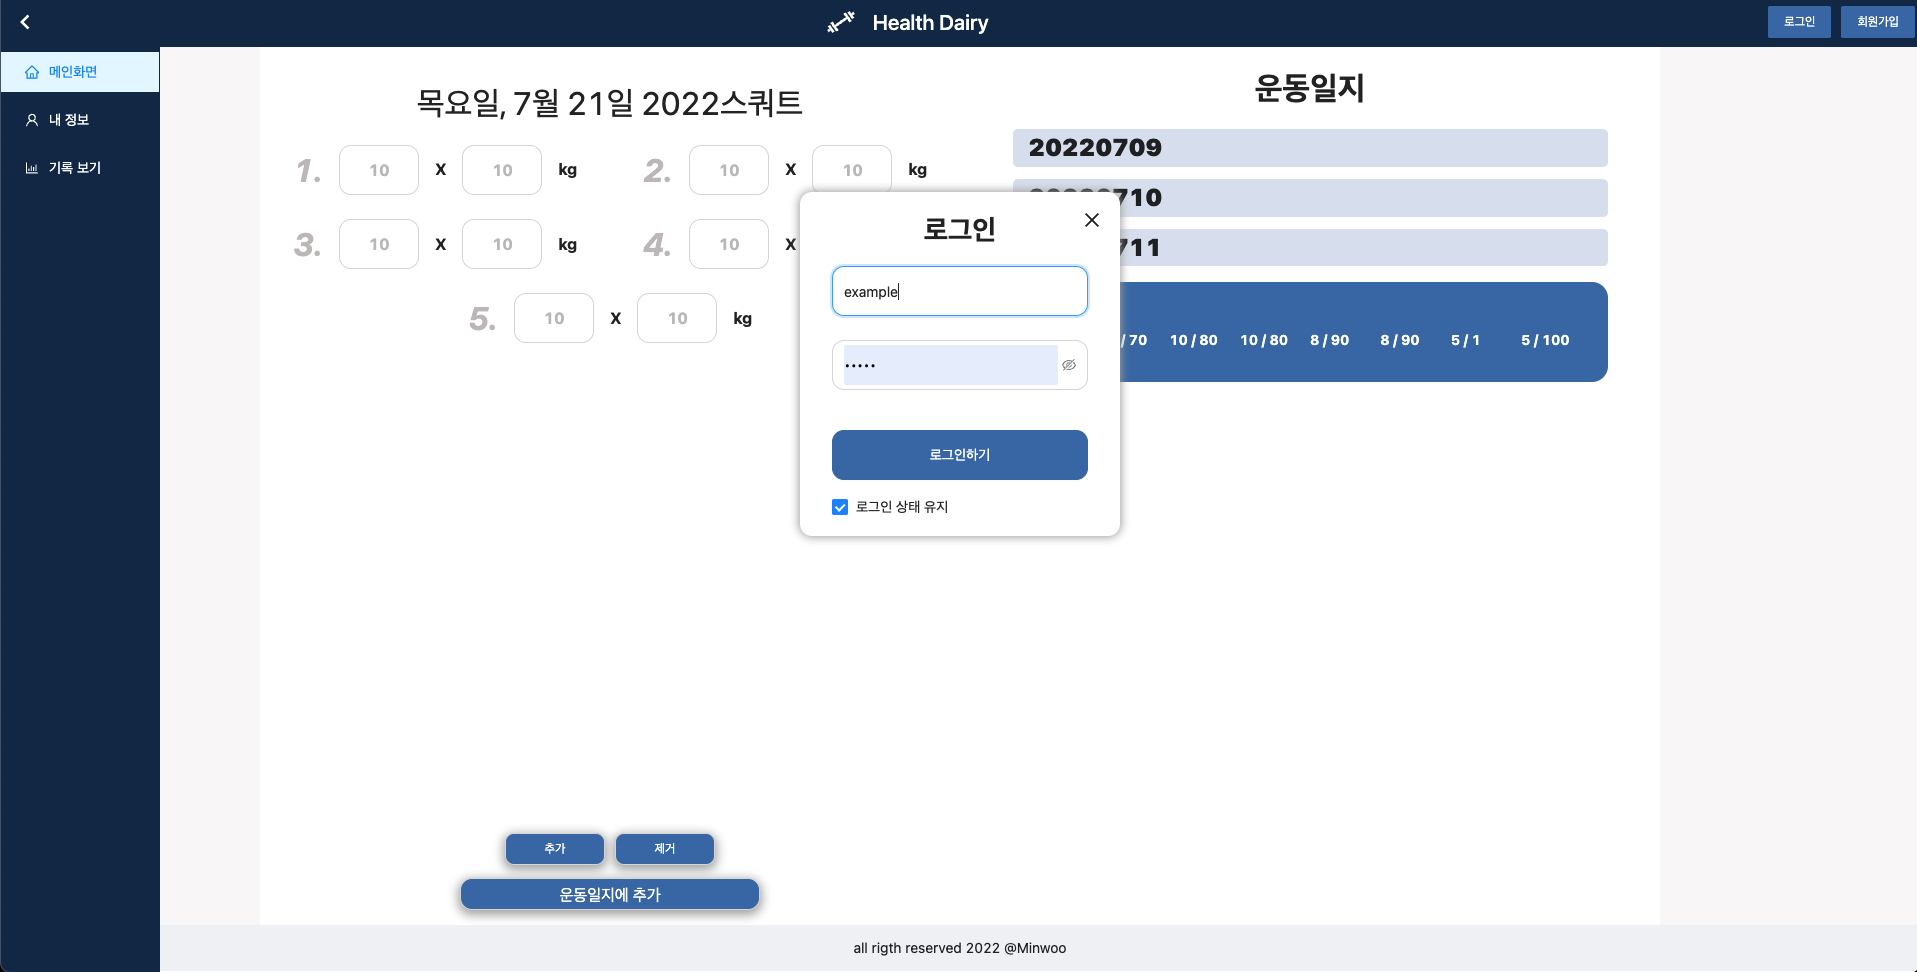 Health Dairy
로그인
회원가입
메인화면
내 정보
기록 보기
목요일, 7월 21일 2022스쿼트
1. 10 X 10 kg
2. 10 X 10 kg
3. 10 X 10 kg
4. 10 X
5. 10 X 10 kg
추가
제거
운동일지에 추가
운동일지
20220709
710
711
/ 70 10 / 80 10 / 80 8 / 90 8 / 90 5 / 1 5 / 100
로그인
example
•••••
로그인하기
로그인 상태 유지
all rigth reserved 2022 @Minwoo